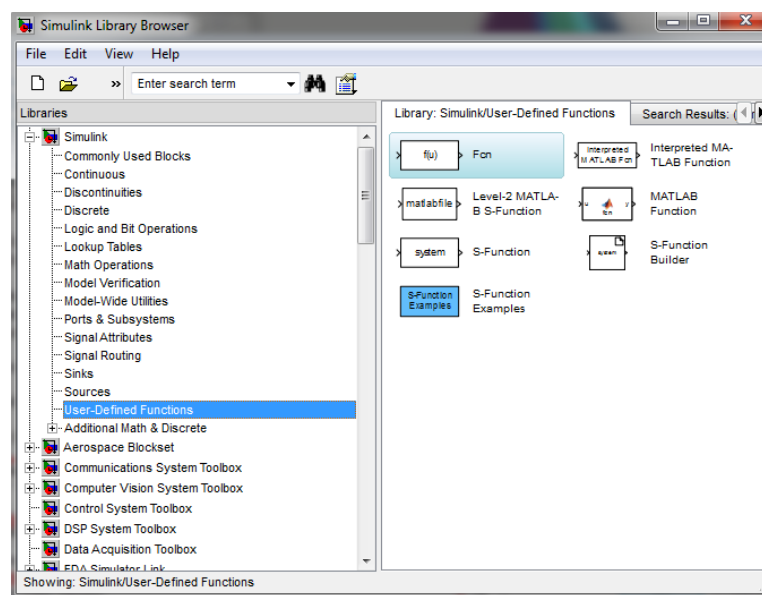 Simulink Library Browser
File Edit View Help
» Enter search term
Libraries
Simulink
Commonly Used Blocks
Continuous
Discontinuities
Discrete
Logic and Bit Operations
Lookup Tables
Math Operations
Model Verification
Model-Wide Utilities
Ports & Subsystems
Signal Attributes
Signal Routing
Sinks
Sources
User-Defined Functions
Additional Math & Discrete
Aerospace Blockset
Communications System Toolbox
Computer Vision System Toolbox
Control System Toolbox
DSP System Toolbox
Data Acquisition Toolbox
EDA Simulator Link
Library: Simulink/User-Defined Functions Search Results: (
f(u) Fcn
Interpreted
MATLAB Fcn
Interpreted MA-
TLAB Function
matlabfile
Level-2 MATLA-
B S-Function
u fcn y
MATLAB
Function
system S-Function
system
S-Function
Builder
S-Function
Examples
S-Function
Examples
Showing: Simulink/User-Defined Functions